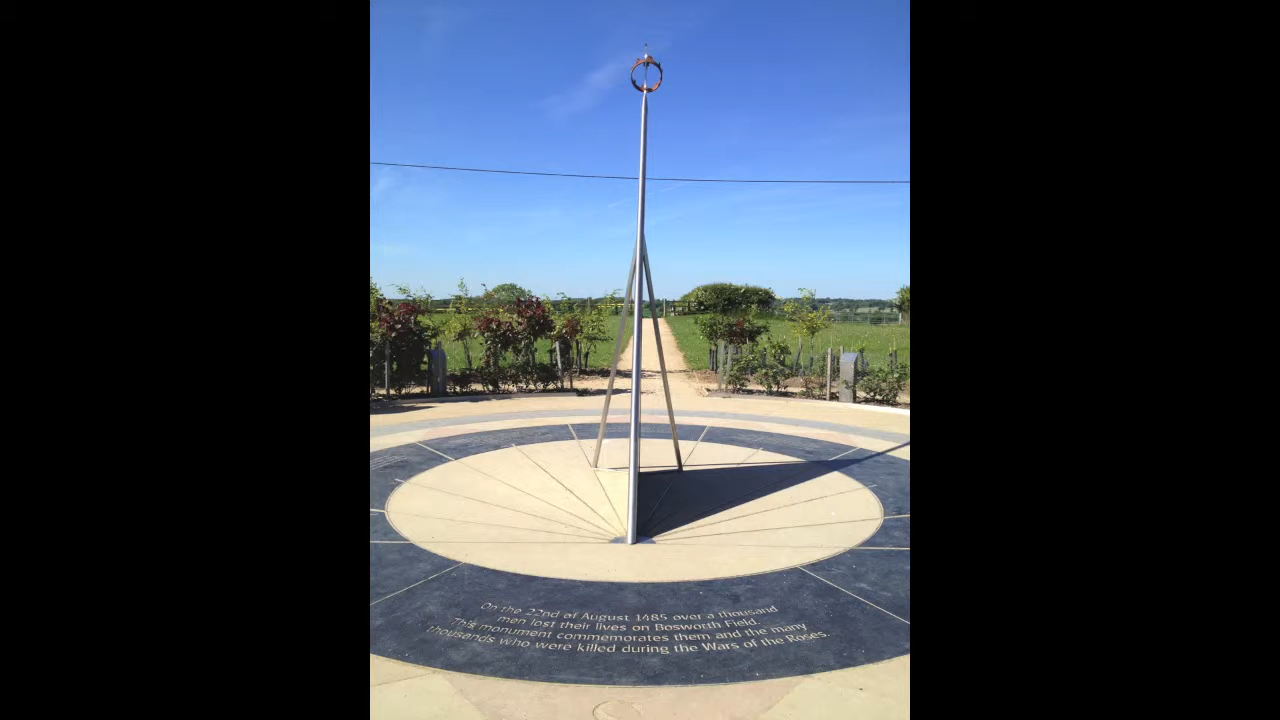 On the 22nd of August 1485 over a thousand
men lost their lives on Bosworth Field.
This monument commemorates them and the many
thousands who were killed during the Wars of the Roses.